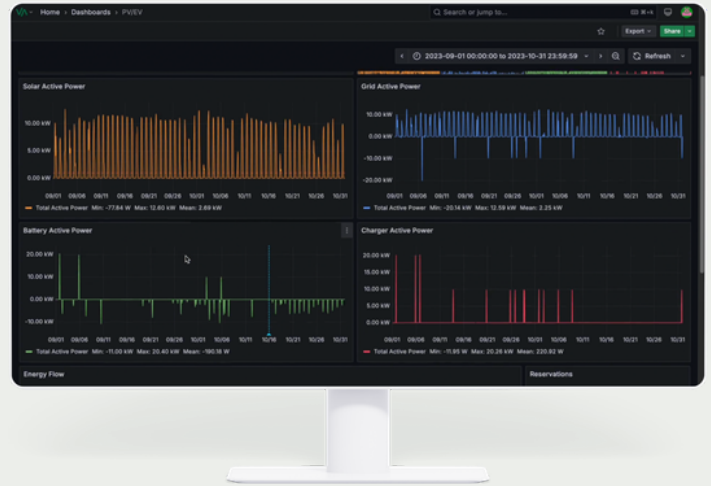 Home > Dashboards > PV/EV
Search or jump to...
⌘+k
Export
Share
2023-09-01 00:00:00 to 2023-10-31 23:59:59
Refresh
Solar Active Power
10.00 kW
5.00 kW
0.00 kW
09/01 09/06 09/11 09/16 09/21 09/26 10/01 10/06 10/11 10/16 10/21 10/26 10/31
Total Active Power Min: -77.84 W Max: 12.60 kW Mean: 2.69 kW
Grid Active Power
10.00 kW
0.00 kW
-10.00 kW
-20.00 kW
09/01 09/06 09/11 09/16 09/21 09/26 10/01 10/06 10/11 10/16 10/21 10/26 10/31
Total Active Power Min: -20.14 kW Max: 12.59 kW Mean: 2.25 kW
Battery Active Power
20.00 kW
10.00 kW
0.00 kW
-10.00 kW
09/01 09/06 09/11 09/16 09/21 09/26 10/01 10/06 10/11 10/16 10/21 10/26 10/31
Total Active Power Min: -11.00 kW Max: 20.40 kW Mean: -190.18 W
Charger Active Power
20.00 kW
15.00 kW
10.00 kW
5.00 kW
0.00 kW
09/01 09/06 09/11 09/16 09/21 09/26 10/01 10/06 10/11 10/16 10/21 10/26 10/31
Total Active Power Min: -11.95 W Max: 20.26 kW Mean: 220.92 W
Energy Flow
Reservations